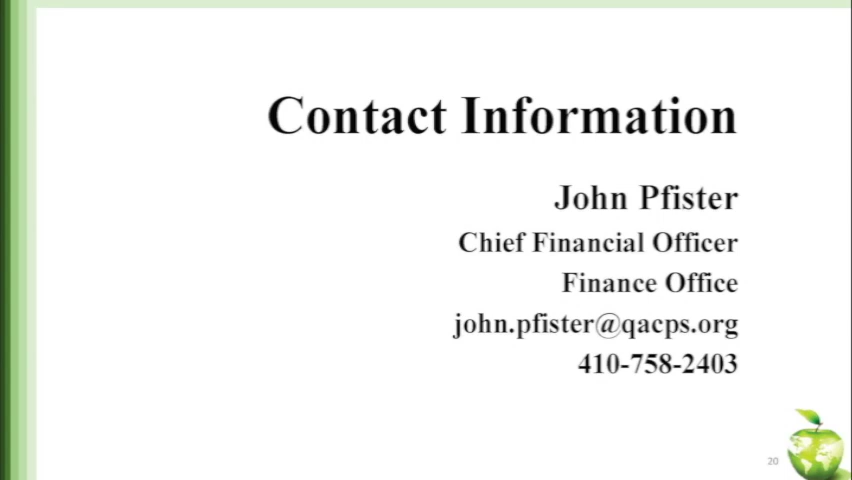 Contact Information
John Pfister
Chief Financial Officer
Finance Office
john.pfister@qacps.org
410-758-2403
20